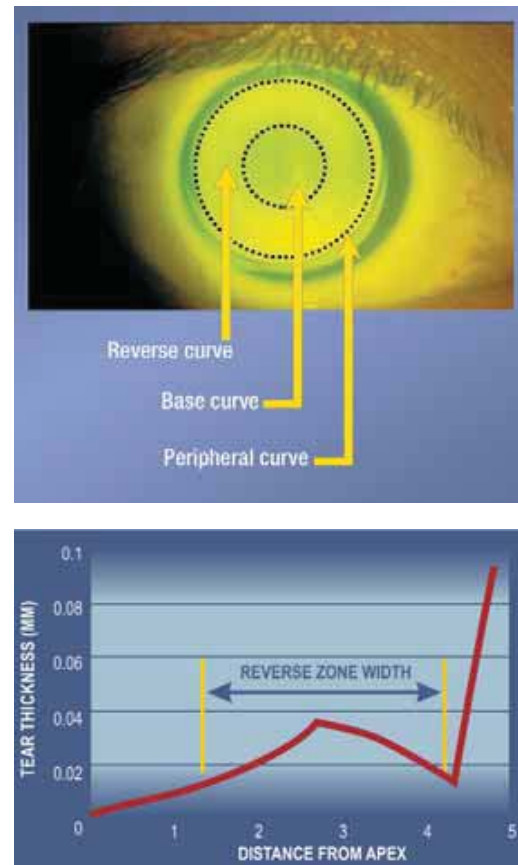 Reverse curve
Base curve
Peripheral curve
0.1
0.08
0.06
0.04
0.02
0
TEAR THICKNESS (MM)
REVERSE ZONE WIDTH
1 2 3 4 5
DISTANCE FROM APEX